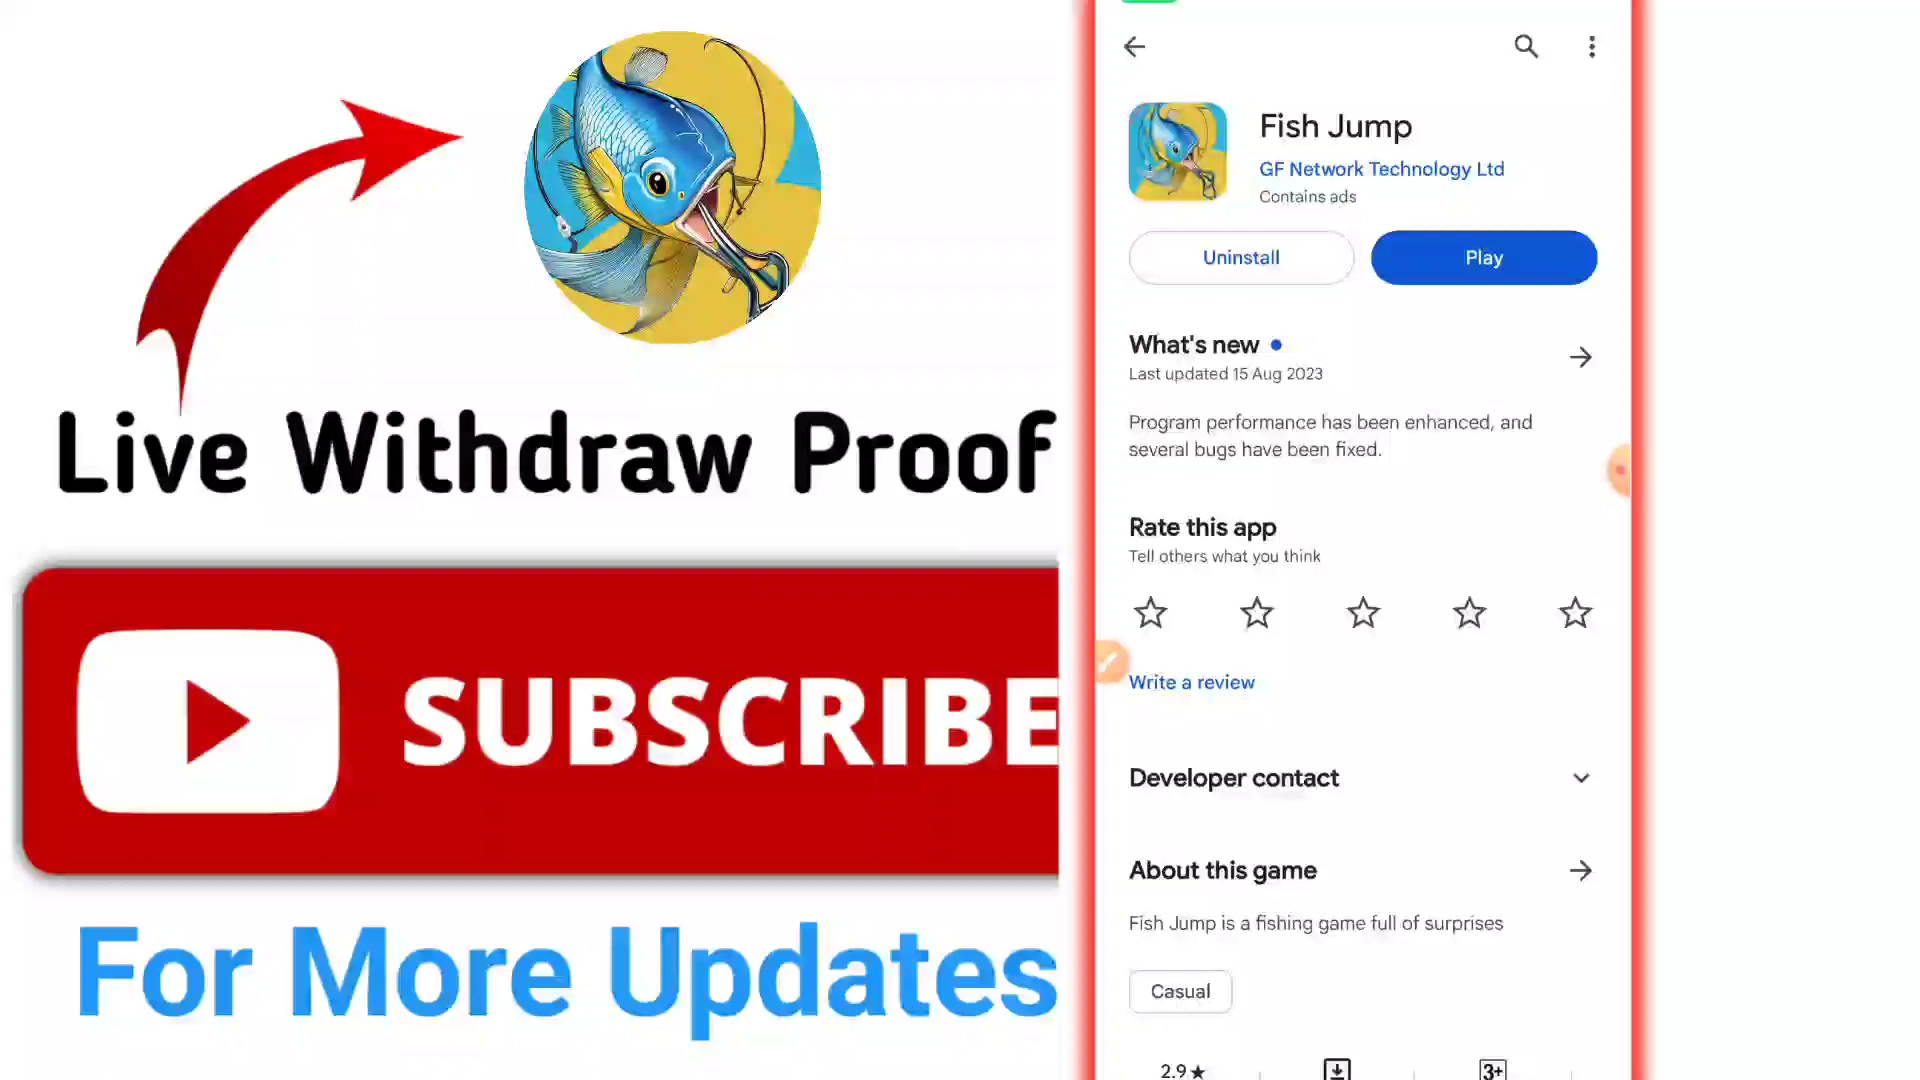 Live Withdraw Proof
SUBSCRIBE
For More Updates
Fish Jump
GF Network Technology Ltd
Contains ads
Uninstall
Play
What's new
Last updated 15 Aug 2023
Program performance has been enhanced, and
several bugs have been fixed.
Rate this app
Tell others what you think
Write a review
Developer contact
About this game
Fish Jump is a fishing game full of surprises
Casual
2.9★
3+